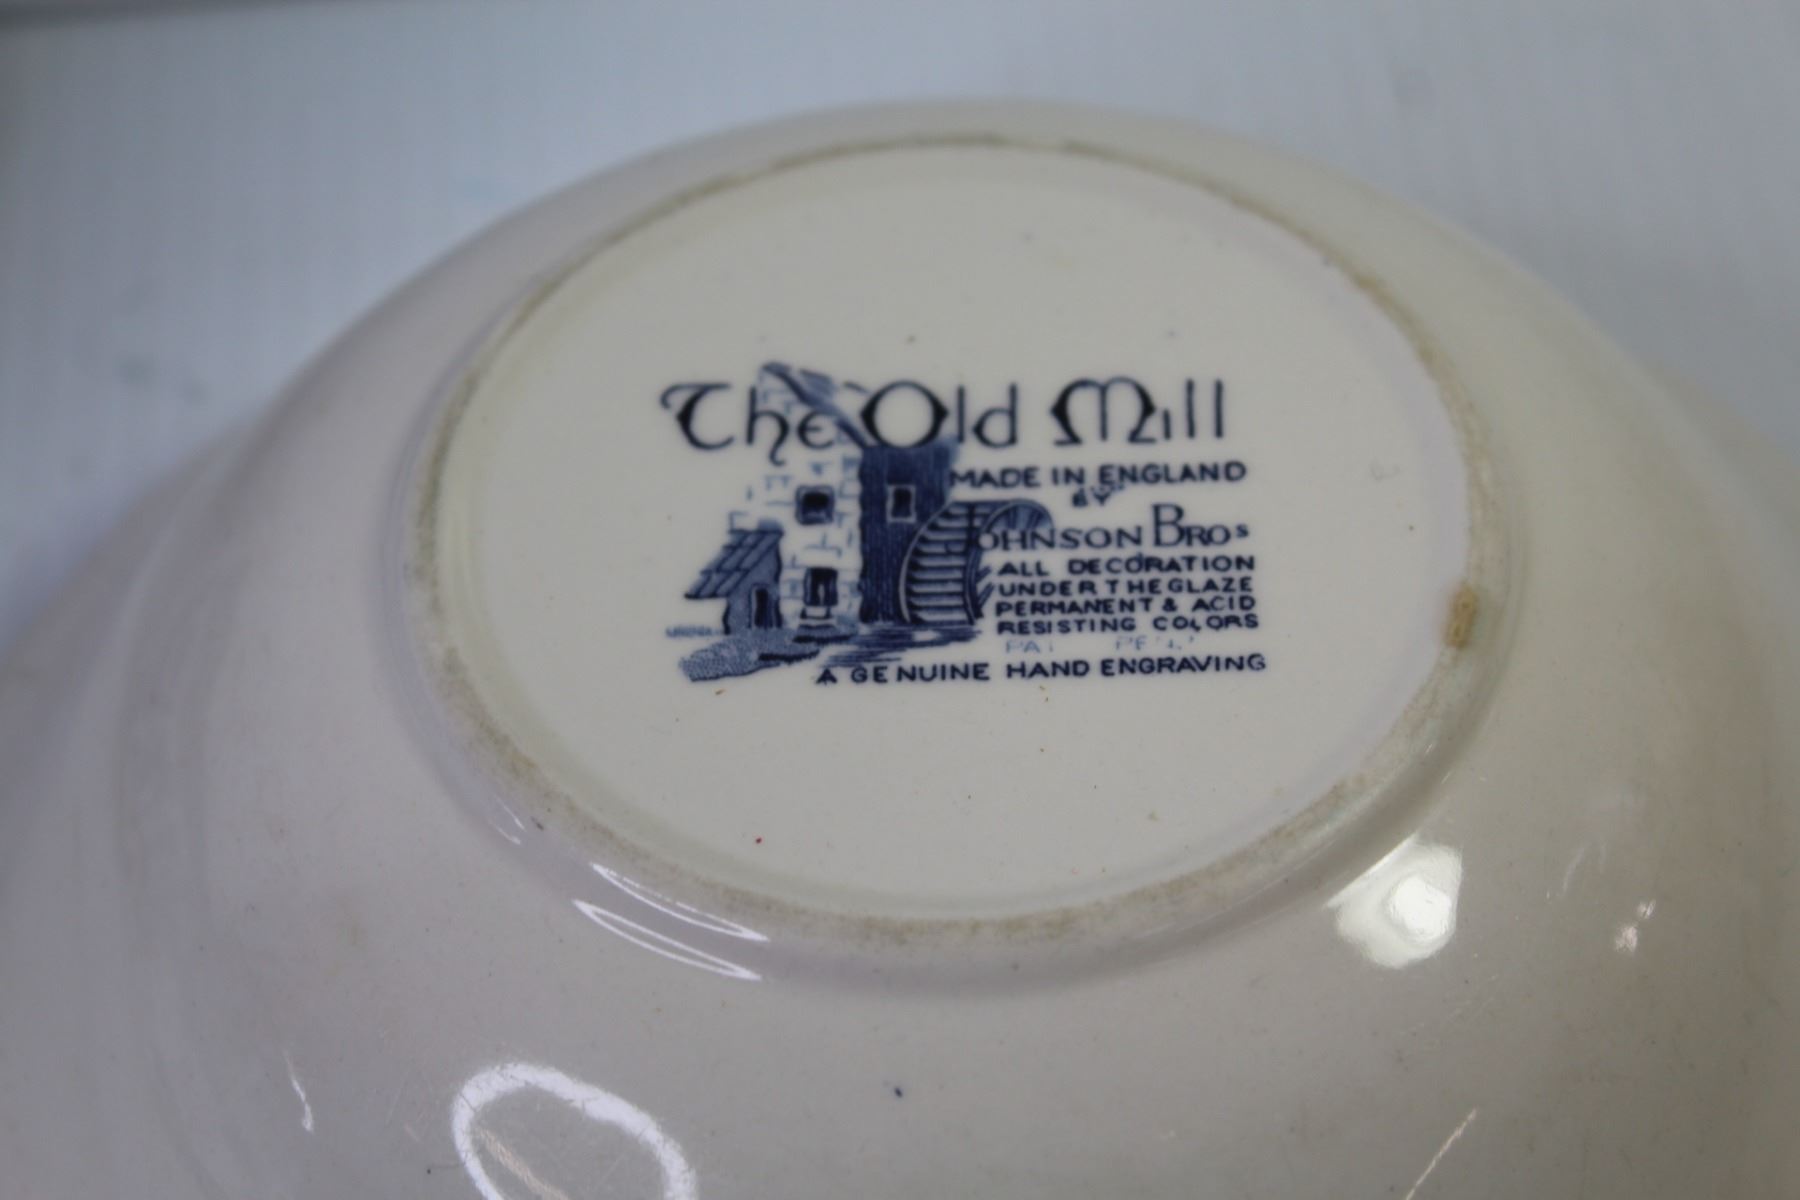 The Old Mill
MADE IN ENGLAND
BY
JOHNSON BROS
ALL DECORATION
UNDER THE GLAZE
PERMANENT & ACID
RESISTING COLORS
PAT
A GENUINE HAND ENGRAVING